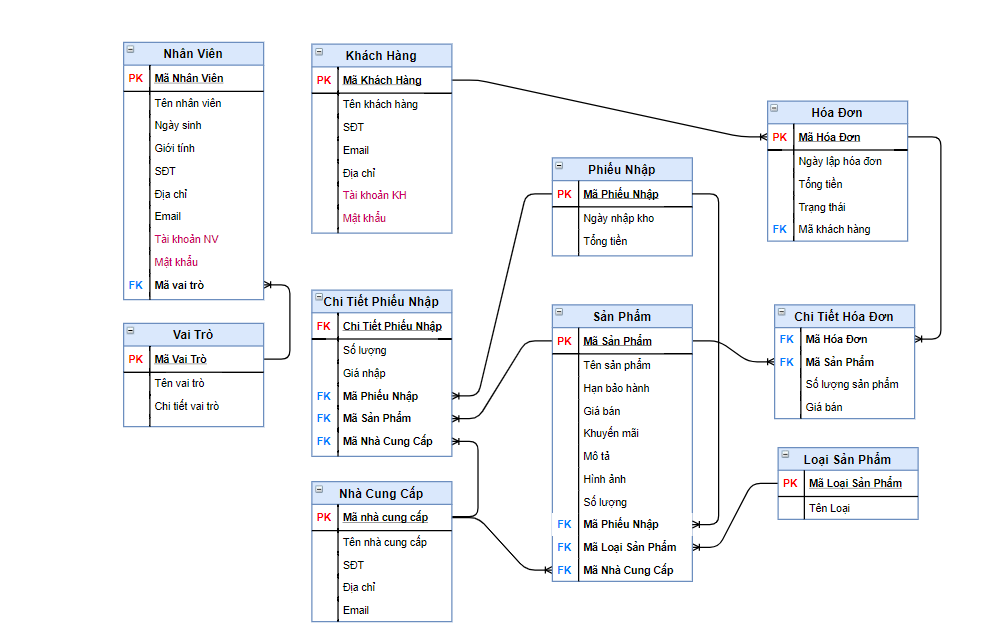 Nhân Viên
PK Mã Nhân Viên
Tên nhân viên
Ngày sinh
Giới tính
SĐT
Địa chỉ
Email
Tài khoản NV
Mật khẩu
FK Mã vai trò
Vai Trò
PK Mã Vai Trò
Tên vai trò
Chi tiết vai trò
Khách Hàng
PK Mã Khách Hàng
Tên khách hàng
SĐT
Email
Địa chỉ
Tài khoản KH
Mật khẩu
Chi Tiết Phiếu Nhập
FK Chi Tiết Phiếu Nhập
Số lượng
Giá nhập
FK Mã Phiếu Nhập
FK Mã Sản Phẩm
FK Mã Nhà Cung Cấp
Nhà Cung Cấp
PK Mã nhà cung cấp
Tên nhà cung cấp
SĐT
Địa chỉ
Email
Phiếu Nhập
PK Mã Phiếu Nhập
Ngày nhập kho
Tổng tiền
Sản Phẩm
PK Mã Sản Phẩm
Tên sản phẩm
Hạn bảo hành
Giá bán
Khuyến mãi
Mô tả
Hình ảnh
Số lượng
FK Mã Phiếu Nhập
FK Mã Loại Sản Phẩm
FK Mã Nhà Cung Cấp
Hóa Đơn
PK Mã Hóa Đơn
Ngày lập hóa đơn
Tổng tiền
Trạng thái
FK Mã khách hàng
Chi Tiết Hóa Đơn
FK Mã Hóa Đơn
FK Mã Sản Phẩm
Số lượng sản phẩm
Giá bán
Loại Sản Phẩm
PK Mã Loại Sản Phẩm
Tên Loại